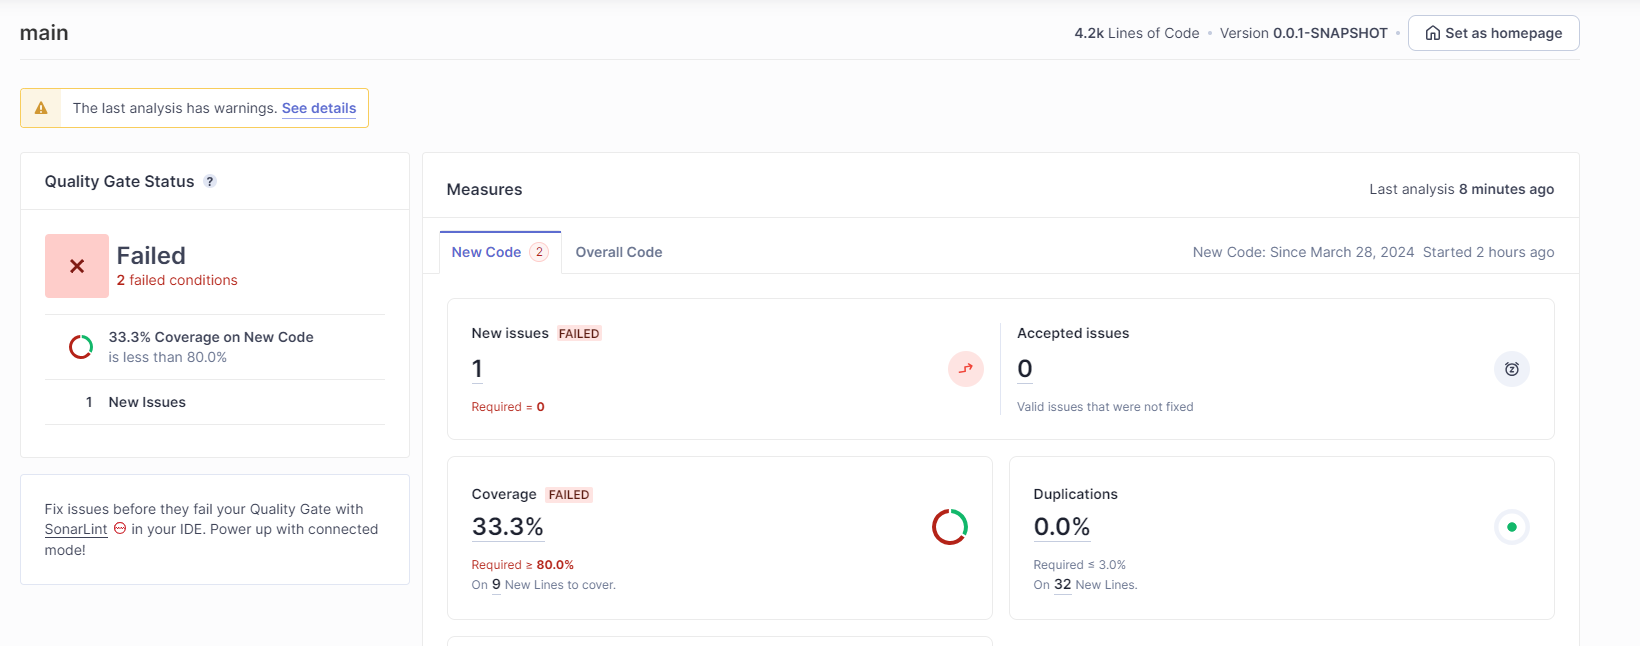 main
4.2k Lines of Code • Version 0.0.1-SNAPSHOT •
Set as homepage
The last analysis has warnings. See details
Quality Gate Status ?
Failed
2 failed conditions
33.3% Coverage on New Code
is less than 80.0%
1 New Issues
Fix issues before they fail your Quality Gate with
SonarLint in your IDE. Power up with connected
mode!
Measures
Last analysis 8 minutes ago
New Code 2
Overall Code
New Code: Since March 28, 2024 Started 2 hours ago
New issues FAILED
1
Required = 0
Accepted issues
0
Valid issues that were not fixed
Coverage FAILED
33.3%
Required ≥ 80.0%
On 9 New Lines to cover.
Duplications
0.0%
Required ≤ 3.0%
On 32 New Lines.